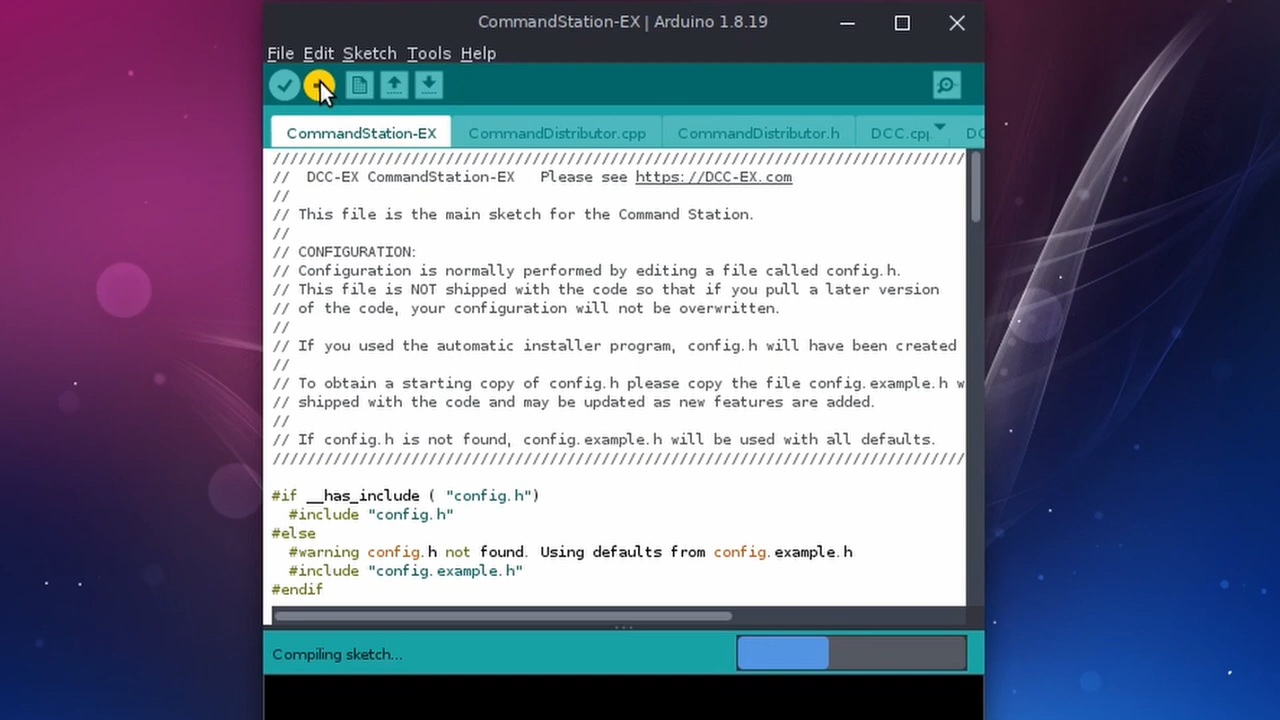 CommandStation-EX | Arduino 1.8.19
File Edit Sketch Tools Help
CommandStation-EX CommandDistributor.cpp CommandDistributor.h DCC.cpp
////////////////////////////////////////////////////////////////////////////////
//  DCC-EX CommandStation-EX   Please see https://DCC-EX.com
//
// This file is the main sketch for the Command Station.
//
// CONFIGURATION:
// Configuration is normally performed by editing a file called config.h.
// This file is NOT shipped with the code so that if you pull a later version
// of the code, your configuration will not be overwritten.
//
// If you used the automatic installer program, config.h will have been created
//
// To obtain a starting copy of config.h please copy the file config.example.h w
// shipped with the code and may be updated as new features are added.
//
// If config.h is not found, config.example.h will be used with all defaults.
////////////////////////////////////////////////////////////////////////////////
#if __has_include ( "config.h")
  #include "config.h"
#else
  #warning config.h not found. Using defaults from config.example.h
  #include "config.example.h"
#endif
Compiling sketch...